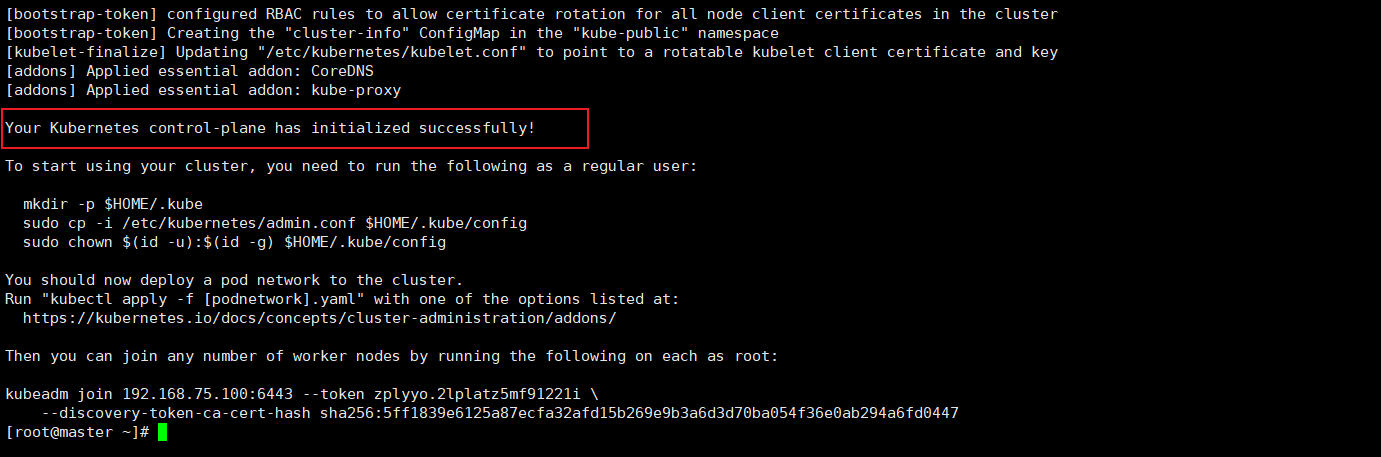 [bootstrap-token] configured RBAC rules to allow certificate rotation for all node client certificates in the cluster
[bootstrap-token] Creating the "cluster-info" ConfigMap in the "kube-public" namespace
[kubelet-finalize] Updating "/etc/kubernetes/kubelet.conf" to point to a rotatable kubelet client certificate and key
[addons] Applied essential addon: CoreDNS
[addons] Applied essential addon: kube-proxy
Your Kubernetes control-plane has initialized successfully!
To start using your cluster, you need to run the following as a regular user:
mkdir -p $HOME/.kube
sudo cp -i /etc/kubernetes/admin.conf $HOME/.kube/config
sudo chown $(id -u):$(id -g) $HOME/.kube/config
You should now deploy a pod network to the cluster.
Run "kubectl apply -f [podnetwork].yaml" with one of the options listed at:
https://kubernetes.io/docs/concepts/cluster-administration/addons/
Then you can join any number of worker nodes by running the following on each as root:
kubeadm join 192.168.75.100:6443 --token zplyyo.2lplatz5mf91221i \
--discovery-token-ca-cert-hash sha256:5ff1839e6125a87ecfa32afd15b269e9b3a6d3d70ba054f36e0ab294a6fd0447
[root@master ~]#